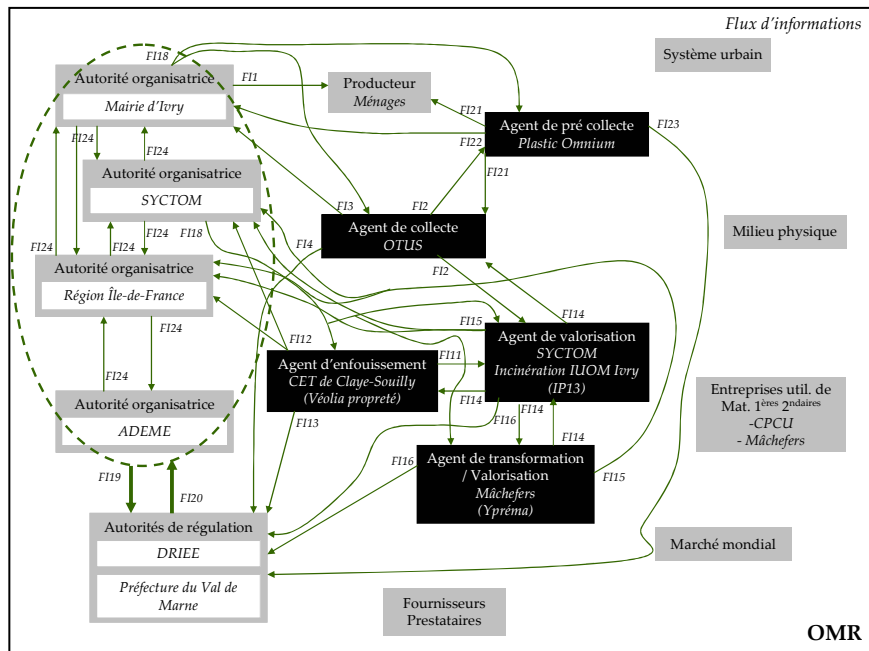 Flux d'informations
Système urbain
FI18
Autorité organisatrice
Mairie d'Ivry
FI1
Producteur
Ménages
FI21
Agent de pré collecte
Plastic Omnium
FI23
FI22
FI24
FI24
Autorité organisatrice
SYCTOM
FI3
FI2
FI21
Agent de collecte
OTUS
Milieu physique
FI24
FI24
FI24
FI18
FI4
FI2
Autorité organisatrice
Région Île-de-France
FI24
FI15
FI14
Agent de valorisation
SYCTOM
Incinération IUOM Ivry
(IP13)
FI12
Agent d'enfouissement
CET de Claye-Souilly
(Véolia propreté)
FI11
FI14
FI24
Autorité organisatrice
ADEME
FI13
FI16
FI14
FI14
Entreprises util. de
Mat. 1ères 2ndaires
-CPCU
- Mâchefers
FI16
Agent de transformation
/ Valorisation
Mâchefers
(Ypréma)
FI15
FI19
FI20
Autorités de régulation
DRIEE
Préfecture du Val de
Marne
Marché mondial
Fournisseurs
Prestataires
OMR